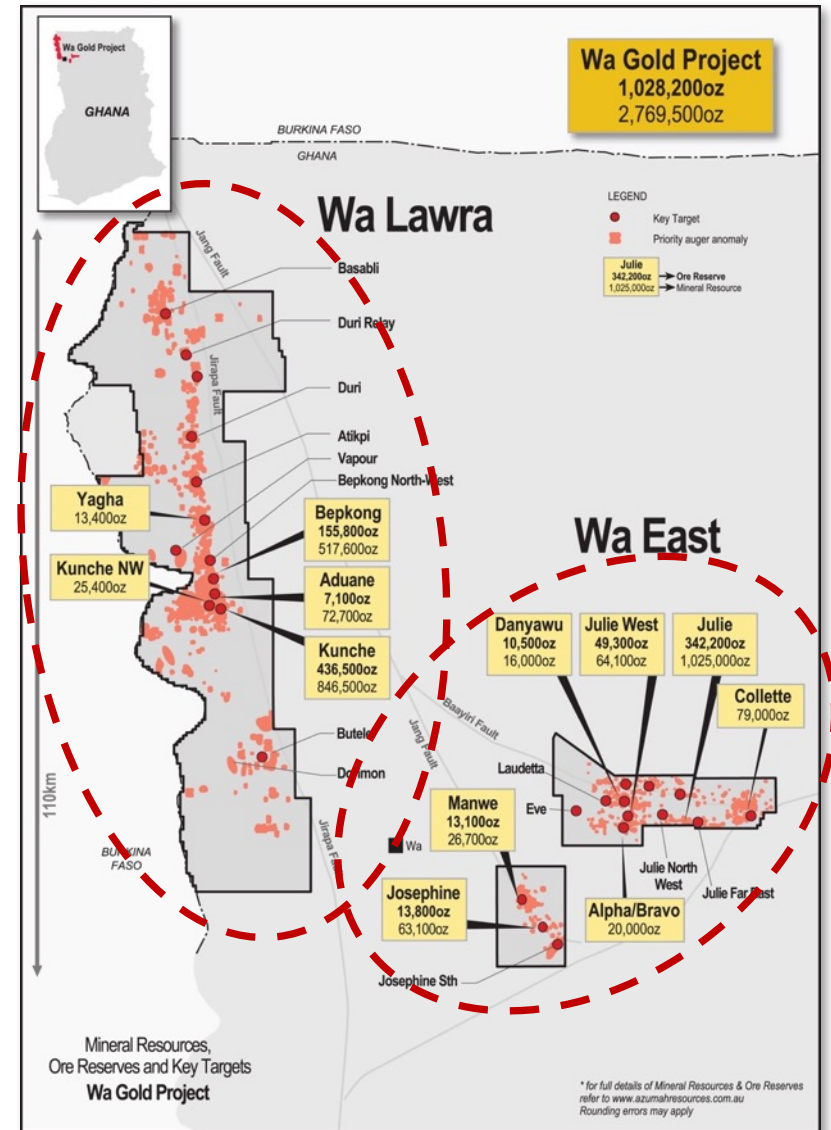 Wa Gold Project
GHANA
Wa Gold Project
1,028,200oz
2,769,500oz
BURKINA FASO
GHANA
Wa Lawra
LEGEND
Key Target
Priority auger anomaly
Julie
342,200oz
1,025,000oz
Ore Reserve
Mineral Resource
Jang Fault
Basabli
Duri Relay
Jirapa Fault
Duri
Atikpi
Vapour
Bepkong North-West
Yagha
13,400oz
Bepkong
155,800oz
517,600oz
Kunche NW
25,400oz
Aduane
7,100oz
72,700oz
Kunche
436,500oz
846,500oz
Wa East
Danyawu
10,500oz
16,000oz
Julie West
49,300oz
64,100oz
Julie
342,200oz
1,025,000oz
Collette
79,000oz
Baayiri Fault
Jang Fault
Butele
Dorimon
110km
Laudetta
Eve
Manwe
13,100oz
26,700oz
Jirapa Fault
Wa
BURKINA
FASO
Julie North
West
Julie Far East
Josephine
13,800oz
63,100oz
Alpha/Bravo
20,000oz
Josephine Sth
Mineral Resources,
Ore Reserves and Key Targets
Wa Gold Project
* for full details of Mineral Resources & Ore Reserves
refer to www.azumahresources.com.au
Rounding errors may apply